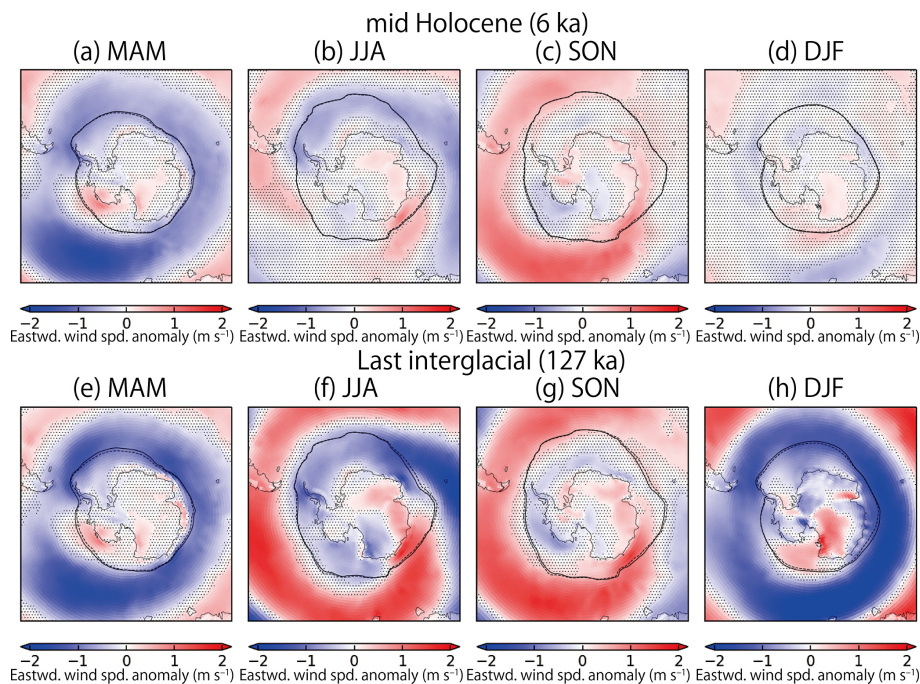 mid Holocene (6 ka)
(a) MAM (b) JJA (c) SON (d) DJF
−2 −1 0 1 2 −2 −1 0 1 2 −2 −1 0 1 2 −2 −1 0 1 2
Eastwd. wind spd. anomaly (m s⁻¹) Eastwd. wind spd. anomaly (m s⁻¹) Eastwd. wind spd. anomaly (m s⁻¹) Eastwd. wind spd. anomaly (m s⁻¹)
Last interglacial (127 ka)
(e) MAM (f) JJA (g) SON (h) DJF
−2 −1 0 1 2 −2 −1 0 1 2 −2 −1 0 1 2 −2 −1 0 1 2
Eastwd. wind spd. anomaly (m s⁻¹) Eastwd. wind spd. anomaly (m s⁻¹) Eastwd. wind spd. anomaly (m s⁻¹) Eastwd. wind spd. anomaly (m s⁻¹)